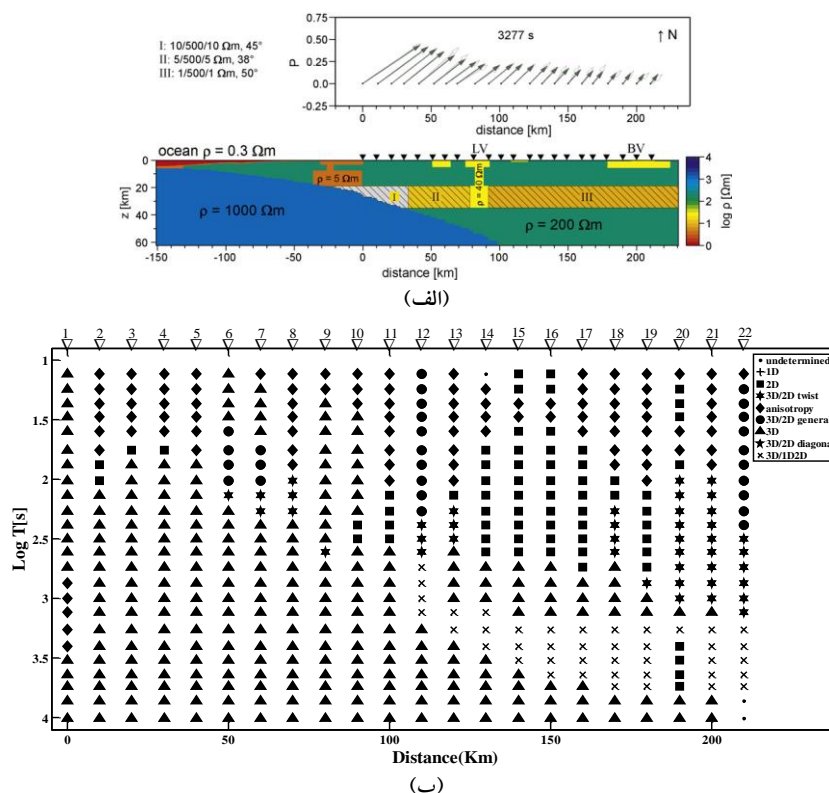 0.75
3277 s
↑ N
I: 10/500/10 Ωm, 45°
0.50
II: 5/500/5 Ωm, 38°
P
0.25
III: 1/500/1 Ωm, 50°
0.0
-0.25
0 50 100 150 200
distance [km]
ocean ρ = 0.3 Ωm
LV
BV
0
20
40
60
z [km]
ρ = 5 Ωm
I
II
ρ = 40 Ωm
III
ρ = 1000 Ωm
ρ = 200 Ωm
4
3
2
1
0
log ρ [Ωm]
-150 -100 -50 0 50 100 150 200
distance [km]
(الف)
1 2 3 4 5 6 7 8 9 10 11 12 13 14 15 16 17 18 19 20 21 22
1
1.5
2
2.5
3
3.5
4
Log T[s]
undetermined
1D
2D
3D/2D twist
anisotropy
3D/2D genera
3D
3D/2D diagona
3D/1D2D
0 50 100 150 200
Distance(Km)
(ب)